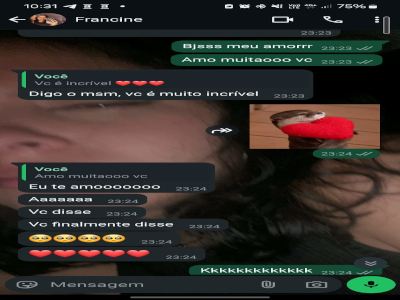 10:31
75%
Francine
23:23
Bjsss meu amorrr 23:23
Amo muitaooo vc 23:23
Você
Vc é incrível ❤️❤️❤️
Digo o msm, vc é muito incrível 23:23
23:24
Você
Amo muitaooo vc
Eu te amooooooo 23:24
Aaaaaaa 23:24
Vc disse 23:24
Vc finalmente disse 23:24
🥺🥺🥺🥺 23:24
❤️❤️❤️❤️❤️ 23:24
Kkkkkkkkkkkkk 23:24
Mensagem